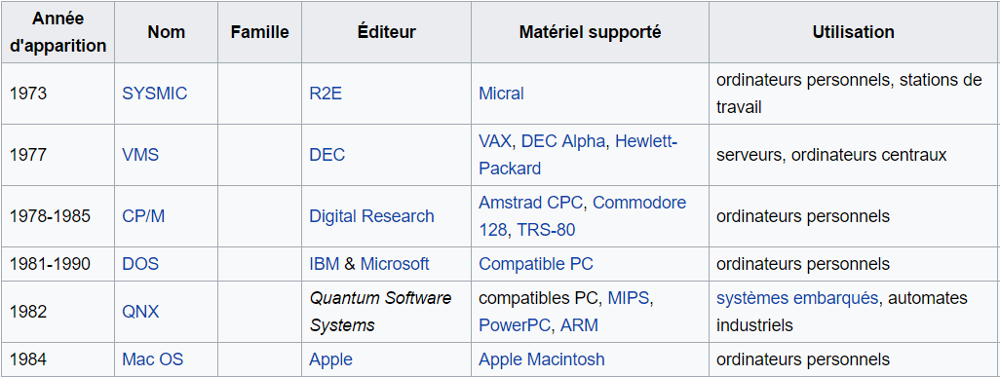 Année d'apparition Nom Famille Éditeur Matériel supporté Utilisation
1973 SYSMIC R2E Micral ordinateurs personnels, stations de travail
1977 VMS DEC VAX, DEC Alpha, Hewlett-Packard serveurs, ordinateurs centraux
1978-1985 CP/M Digital Research Amstrad CPC, Commodore 128, TRS-80 ordinateurs personnels
1981-1990 DOS IBM & Microsoft Compatible PC ordinateurs personnels
1982 QNX Quantum Software Systems compatibles PC, MIPS, PowerPC, ARM systèmes embarqués, automates industriels
1984 Mac OS Apple Apple Macintosh ordinateurs personnels